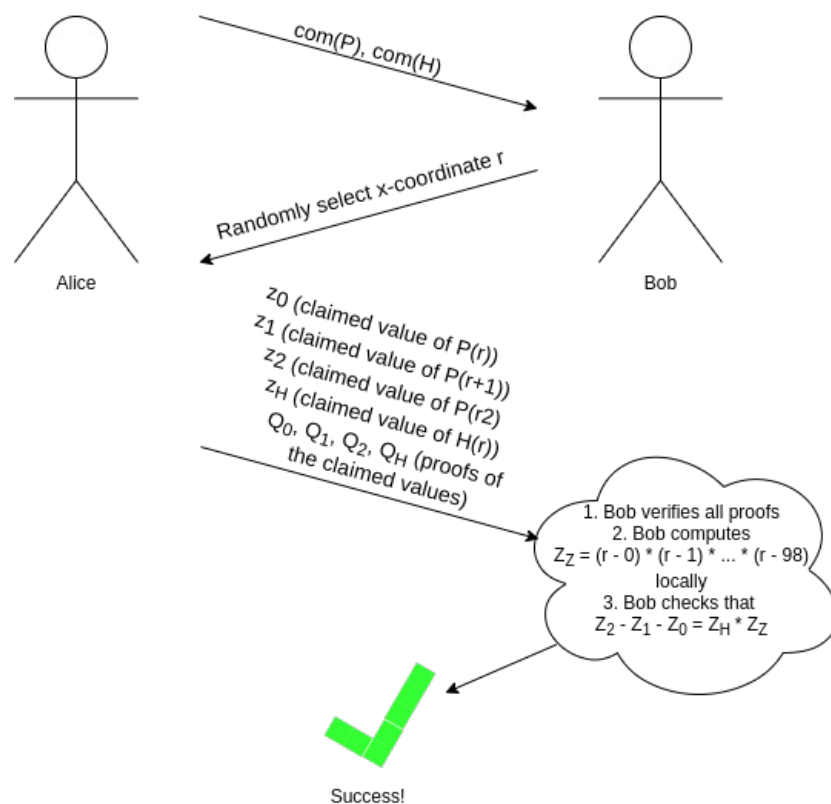 com(P), com(H)
Randomly select x-coordinate r
Alice
Bob
z0 (claimed value of P(r))
z1 (claimed value of P(r+1))
z2 (claimed value of P(r2)
zH (claimed value of H(r))
Q0, Q1, Q2, QH (proofs of
the claimed values)
1. Bob verifies all proofs
2. Bob computes
ZZ = (r - 0) * (r - 1) * ... * (r - 98)
locally
3. Bob checks that
Z2 - Z1 - Z0 = ZH * ZZ
Success!